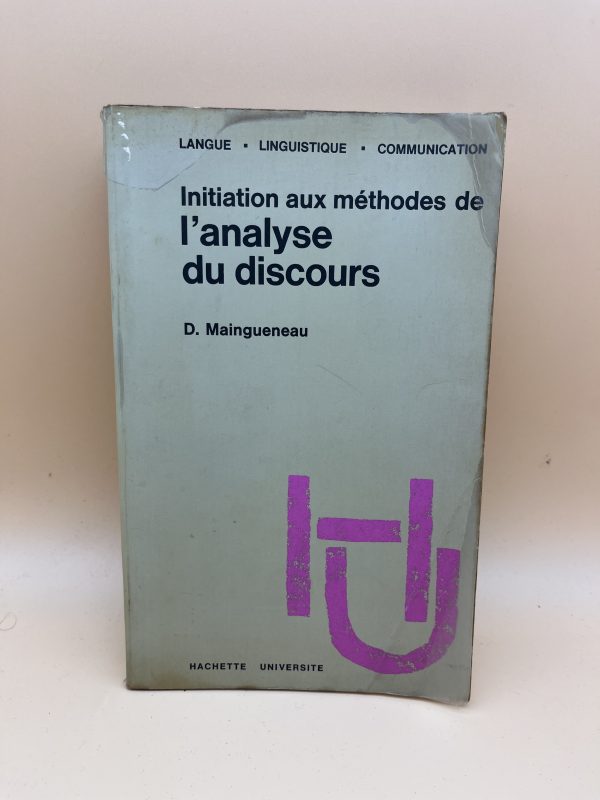 LANGUE ▪ LINGUISTIQUE ▪ COMMUNICATION
Initiation aux méthodes de
l'analyse
du discours
D. Maingueneau
HU
HACHETTE UNIVERSITE